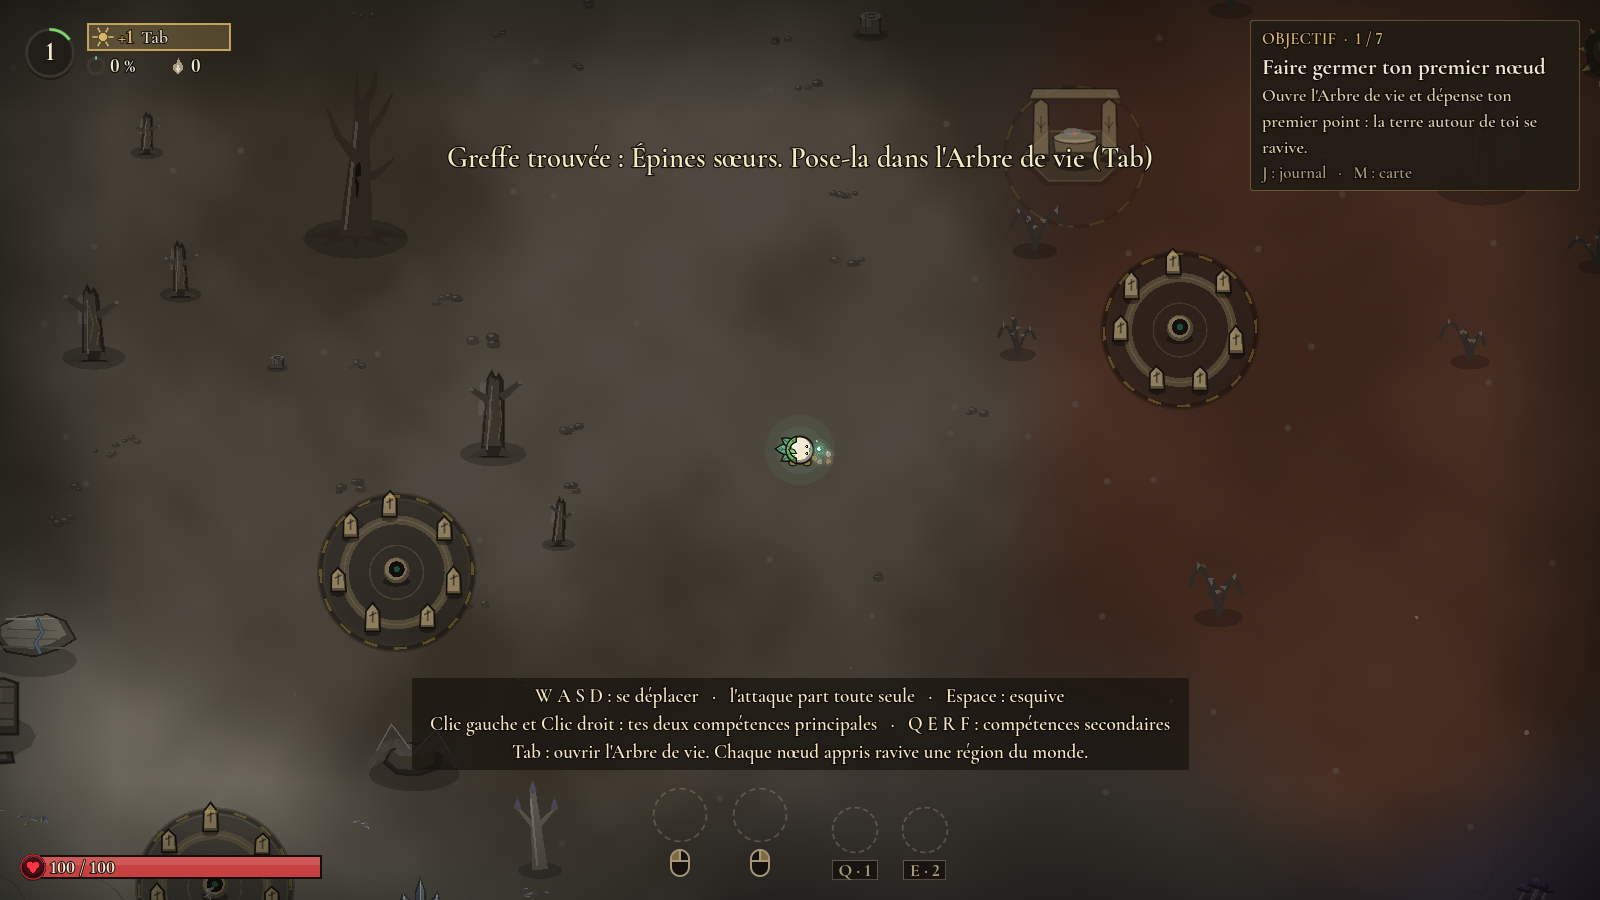 1
+1 Tab
0 %
0
OBJECTIF · 1 / 7
Faire germer ton premier nœud
Ouvre l'Arbre de vie et dépense ton
premier point : la terre autour de toi se
ravive.
J : journal · M : carte
Greffe trouvée : Épines sœurs. Pose-la dans l'Arbre de vie (Tab)
W A S D : se déplacer · l'attaque part toute seule · Espace : esquive
Clic gauche et Clic droit : tes deux compétences principales · Q E R F : compétences secondaires
Tab : ouvrir l'Arbre de vie. Chaque nœud appris ravive une région du monde.
100 / 100
Q · 1
E · 2